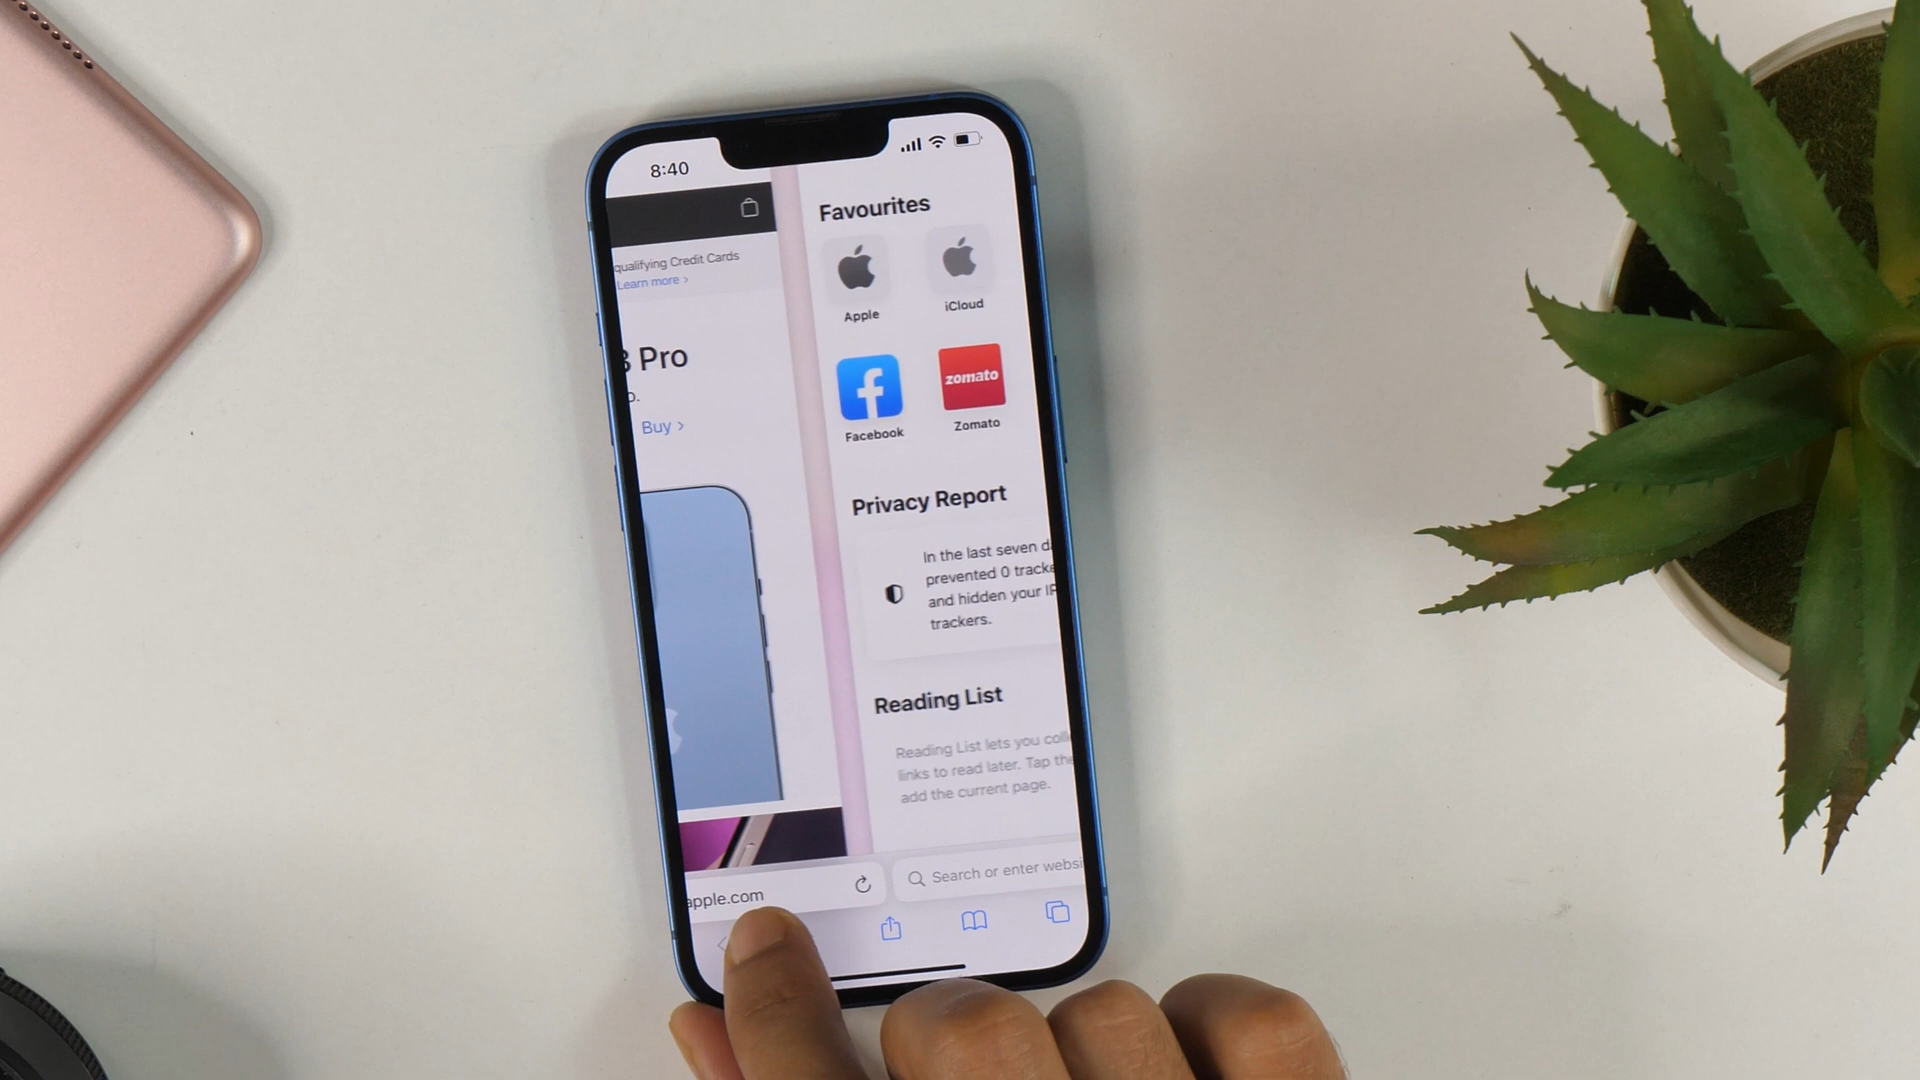 8:40
qualifying Credit Cards
Learn more >
Pro
Buy >
apple.com
Favourites
Apple
iCloud
zomato
Facebook
Zomato
Privacy Report
In the last seven
prevented 0
and hidden your IP
trackers.
Reading List
Reading List lets you
links to read later. Tap the
add the current page.
Search or enter